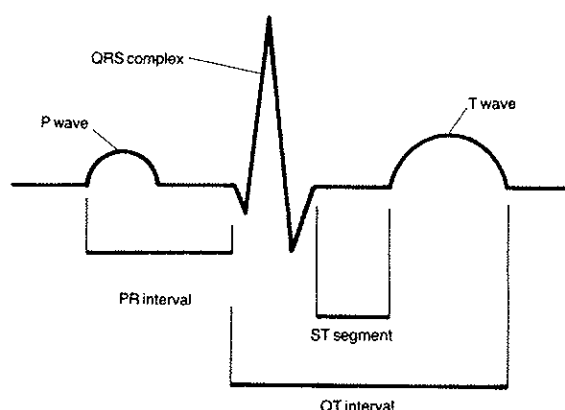 QRS complex
T wave
P wave
PR interval
ST segment
QT interval